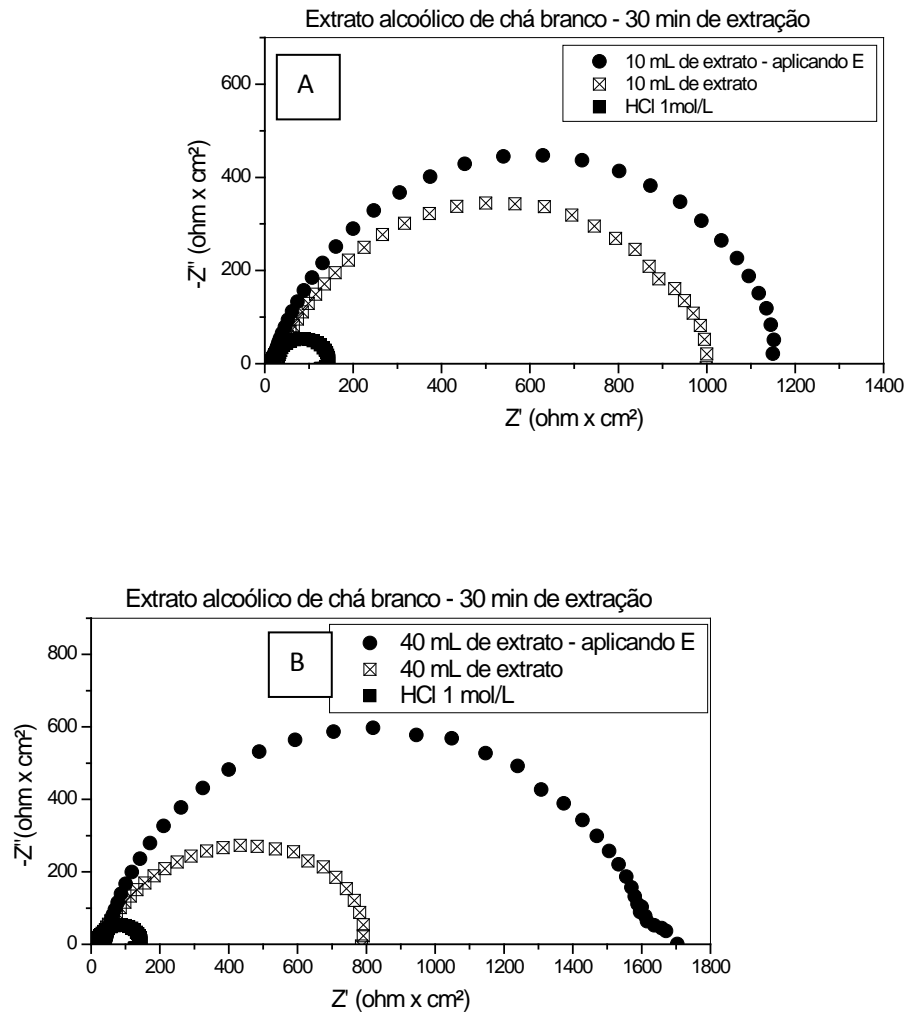 Extrato alcoólico de chá branco - 30 min de extração
A
10 mL de extrato - aplicando E
10 mL de extrato
HCl 1mol/L
600
400
200
0
-Z'' (ohm x cm²)
0 200 400 600 800 1000 1200 1400
Z' (ohm x cm²)
Extrato alcoólico de chá branco - 30 min de extração
B
40 mL de extrato - aplicando E
40 mL de extrato
HCl 1 mol/L
800
600
400
200
0
-Z''(ohm x cm²)
0 200 400 600 800 1000 1200 1400 1600 1800
Z' (ohm x cm²)